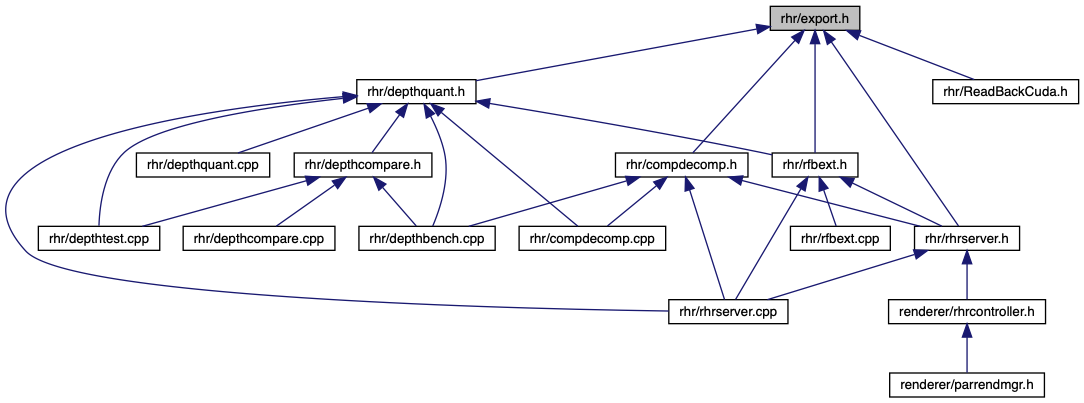 rhr/export.h
rhr/depthquant.h
rhr/ReadBackCuda.h
rhr/depthquant.cpp
rhr/depthcompare.h
rhr/compdecomp.h
rhr/rfbext.h
rhr/depthtest.cpp
rhr/depthcompare.cpp
rhr/depthbench.cpp
rhr/compdecomp.cpp
rhr/rfbext.cpp
rhr/rhrserver.h
rhr/rhrserver.cpp
renderer/rhrcontroller.h
renderer/parrendmgr.h